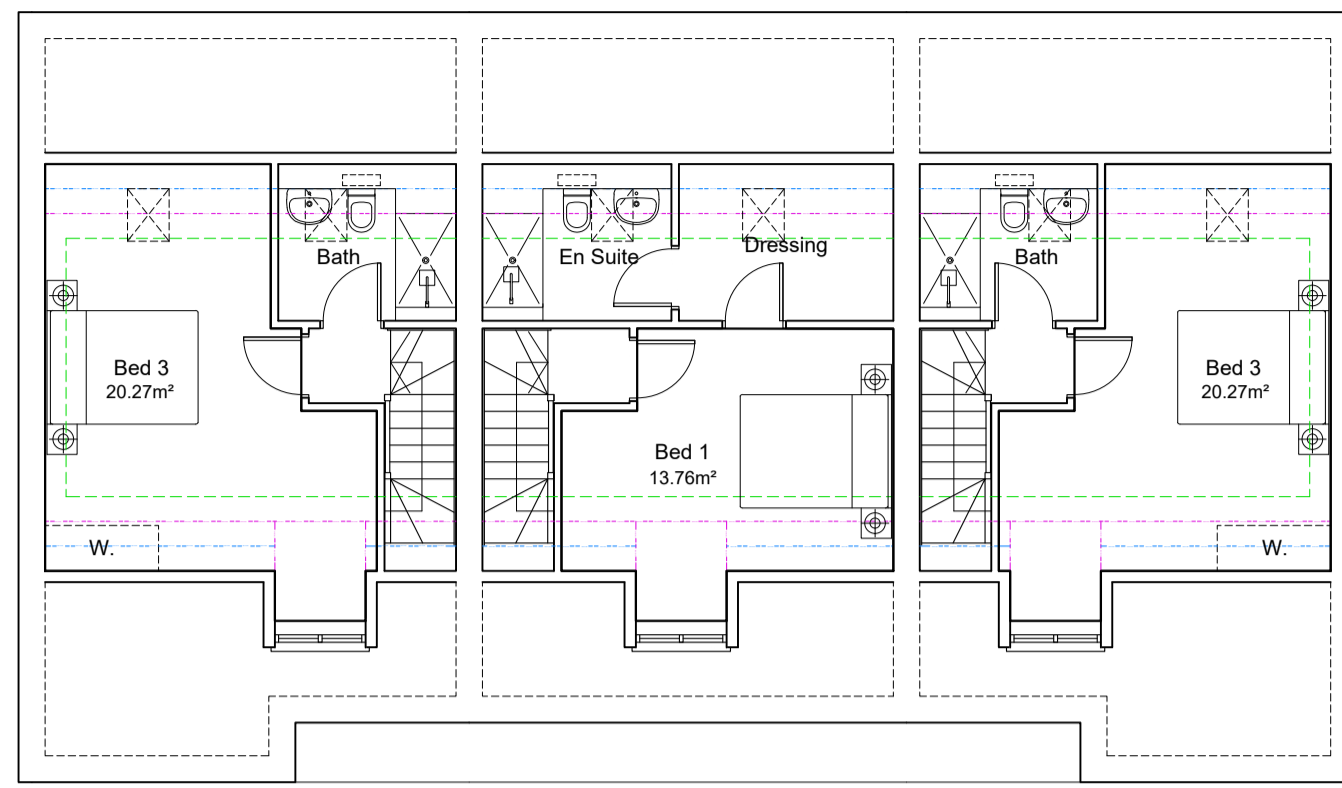 Bath
En Suite
Dressing
Bath
Bed 3
20.27m²
Bed 1
13.76m²
Bed 3
20.27m²
W.
W.